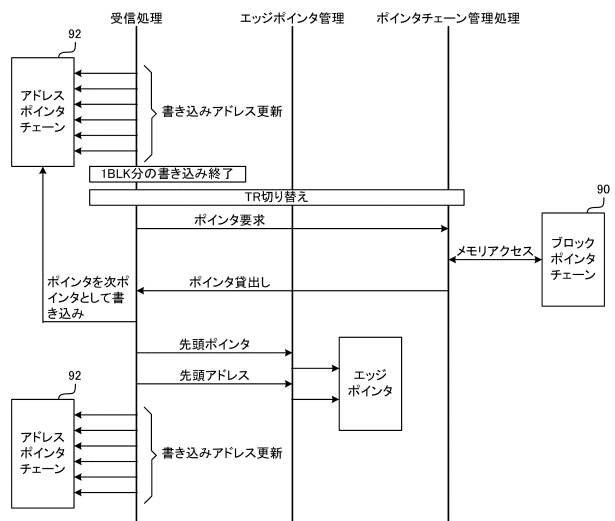 受信処理
エッジポインタ管理
ポインタチェーン管理処理
92
アドレス
ポインタ
チェーン
書き込みアドレス更新
1BLK分の書き込み終了
TR切り替え
ポインタ要求
90
メモリアクセス
ブロック
ポインタ
チェーン
ポインタを次ポ
インタとして書
き込み
ポインタ貸出し
先頭ポインタ
先頭アドレス
エッジ
ポインタ
92
アドレス
ポインタ
チェーン
書き込みアドレス更新